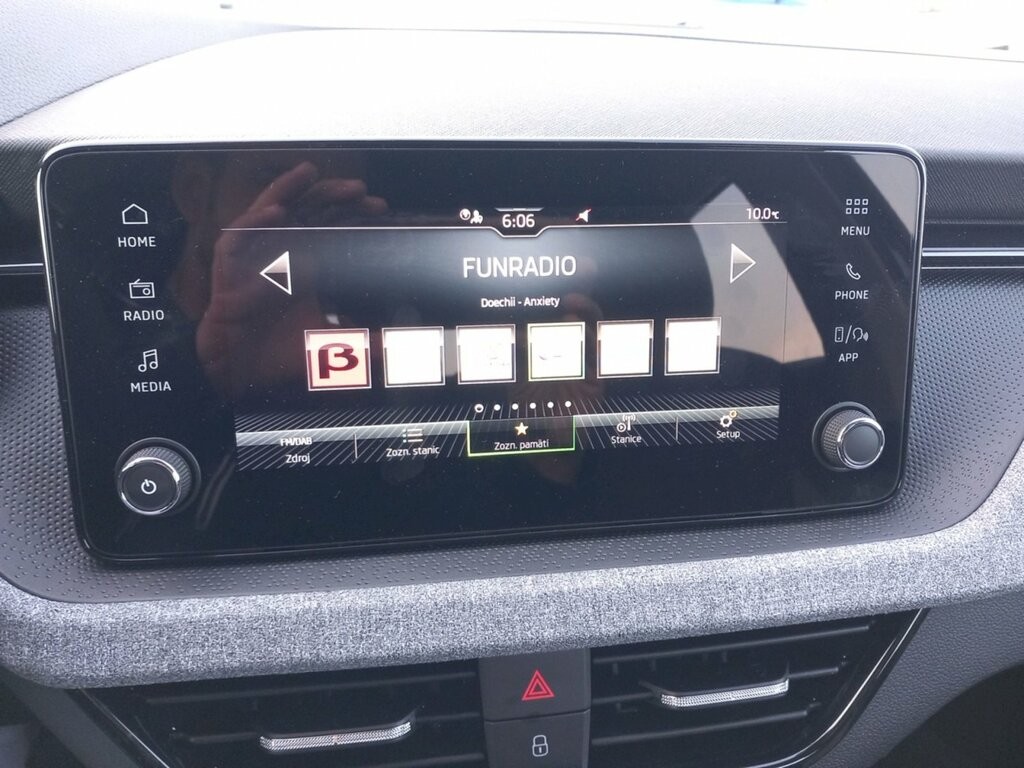 6:06
10.0°C
HOME
RADIO
MEDIA
FUNRADIO
Doechii - Anxiety
β
FM/DAB
Zdroj
Zozn. staníc
Zozn. pamäti
Stanice
Setup
MENU
PHONE
APP